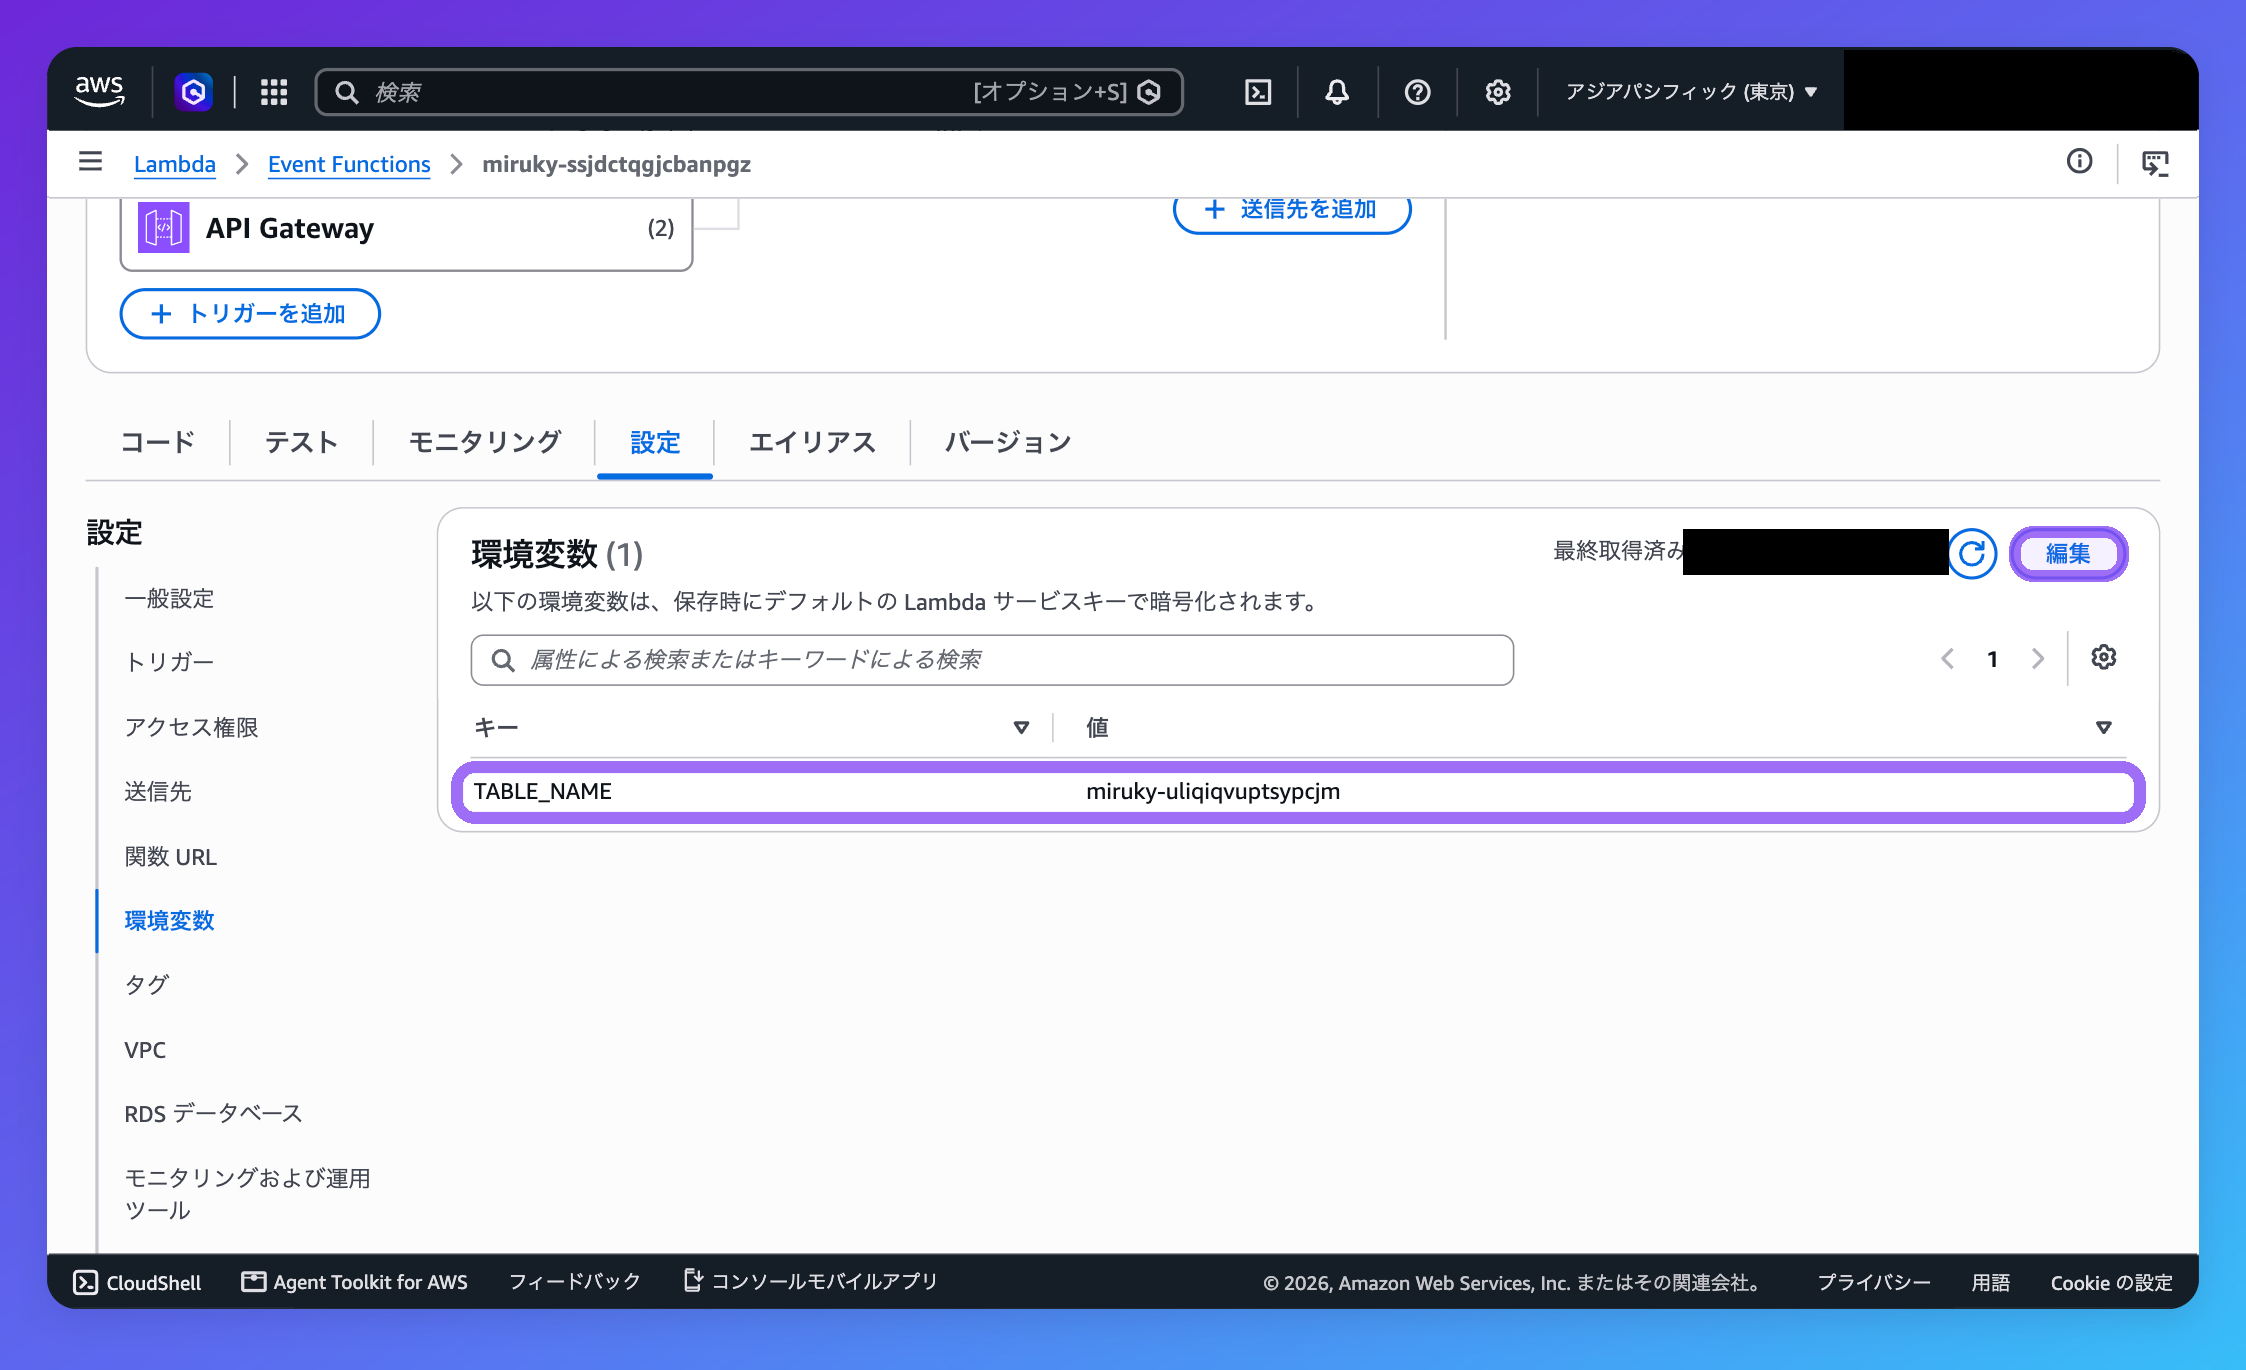 aws
検索
[オプション+S]
アジアパシフィック (東京)
Lambda
Event Functions
miruky-ssjdctqgjcbanpgz
API Gateway
(2)
送信先を追加
トリガーを追加
コード
テスト
モニタリング
設定
エイリアス
バージョン
設定
一般設定
トリガー
アクセス権限
送信先
関数 URL
環境変数
タグ
VPC
RDS データベース
モニタリングおよび運用
ツール
環境変数 (1)
最終取得済み
編集
以下の環境変数は、保存時にデフォルトの Lambda サービスキーで暗号化されます。
属性による検索またはキーワードによる検索
1
キー
値
TABLE_NAME
miruky-uliqiqvuptsypcjm
CloudShell
Agent Toolkit for AWS
フィードバック
コンソールモバイルアプリ
© 2026, Amazon Web Services, Inc. またはその関連会社。
プライバシー
用語
Cookie の設定